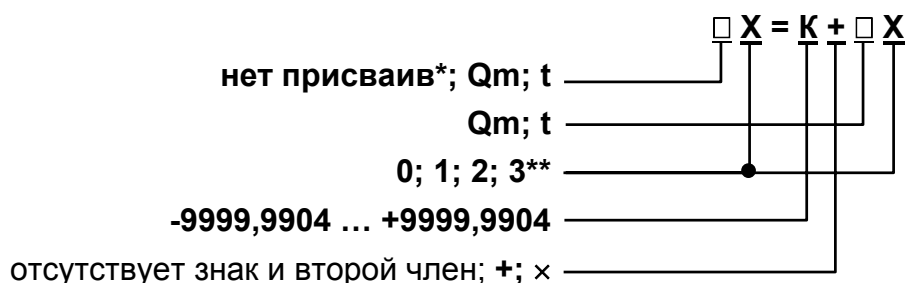 □ X = К + □ X
нет присваив*; Qm; t
Qm; t
0; 1; 2; 3**
-9999,9904 … +9999,9904
отсутствует знак и второй член; +; ×